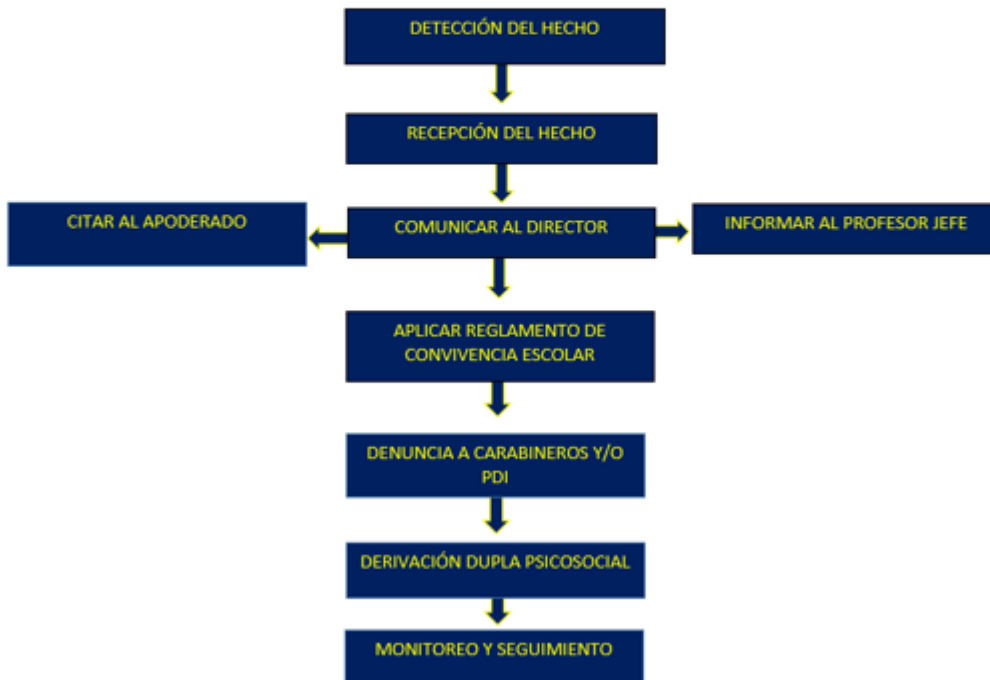 DETECCIÓN DEL HECHO
RECEPCIÓN DEL HECHO
CITAR AL APODERADO
COMUNICAR AL DIRECTOR
INFORMAR AL PROFESOR JEFE
APLICAR REGLAMENTO DE
CONVIVENCIA ESCOLAR
DENUNCIA A CARABINEROS Y/O
PDI
DERIVACIÓN DUPLA PSICOSOCIAL
MONITOREO Y SEGUIMIENTO